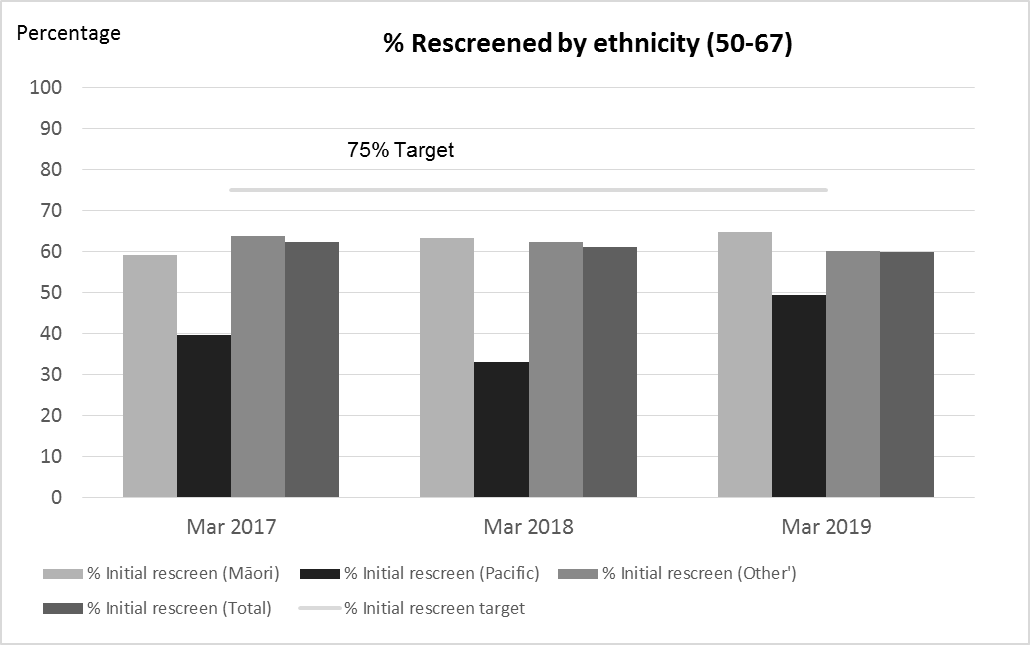 Percentage
% Rescreened by ethnicity (50-67)
100
90
75% Target
80
70
60
50
40
30
20
10
0
Mar 2017 Mar 2018 Mar 2019
% Initial rescreen (Māori) % Initial rescreen (Pacific) % Initial rescreen (Other')
% Initial rescreen (Total) % Initial rescreen target